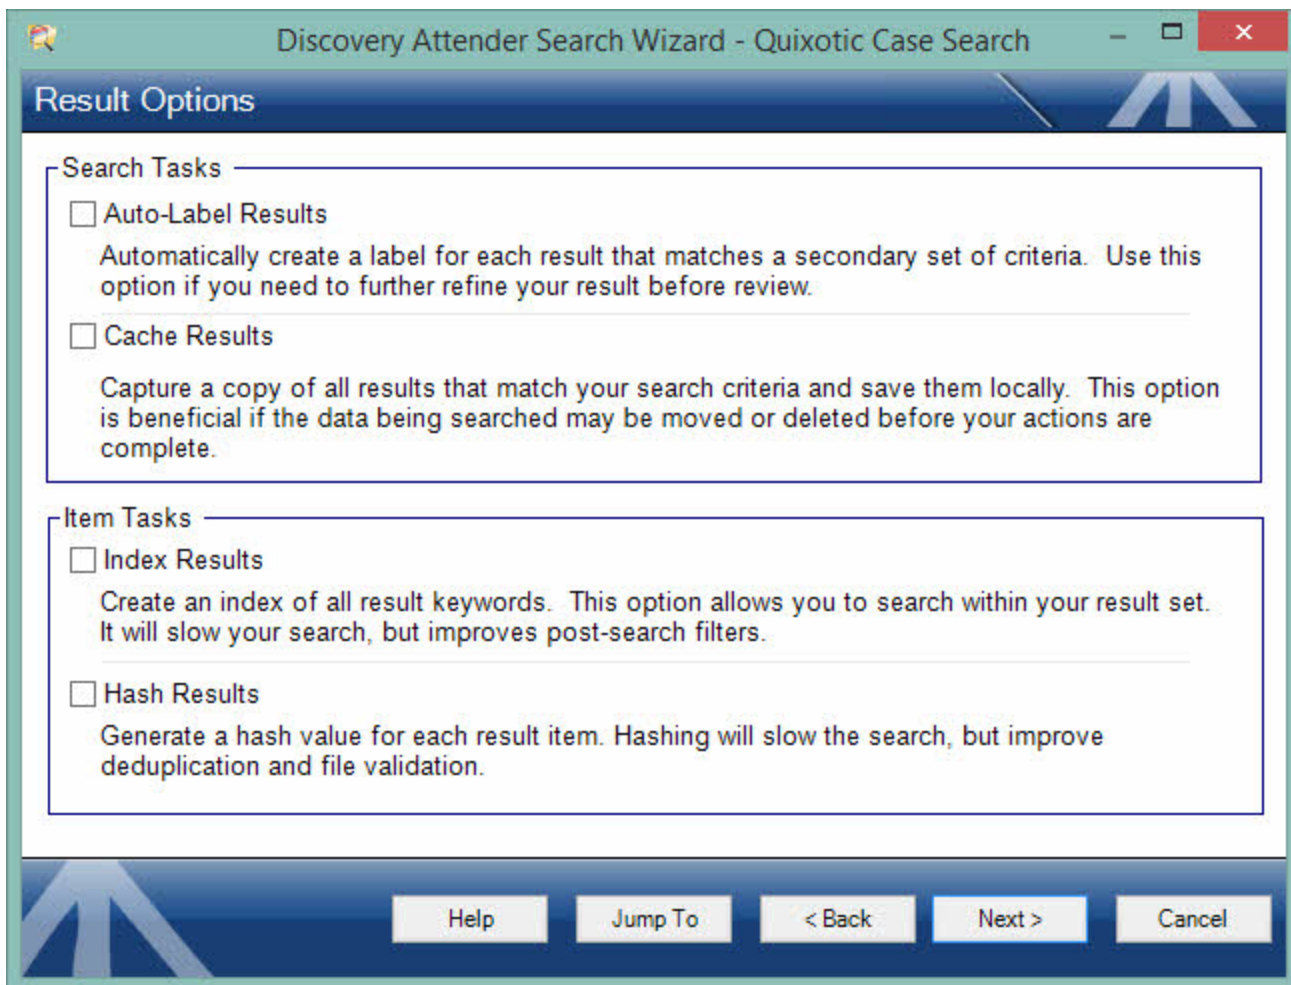 Discovery Attender Search Wizard - Quixotic Case Search
Result Options
Search Tasks
Auto-Label Results
Automatically create a label for each result that matches a secondary set of criteria.  Use this
option if you need to further refine your result before review.
Cache Results
Capture a copy of all results that match your search criteria and save them locally.  This option
is beneficial if the data being searched may be moved or deleted before your actions are
complete.
Item Tasks
Index Results
Create an index of all result keywords.  This option allows you to search within your result set.
It will slow your search, but improves post-search filters.
Hash Results
Generate a hash value for each result item. Hashing will slow the search, but improve
deduplication and file validation.
Help
Jump To
< Back
Next >
Cancel